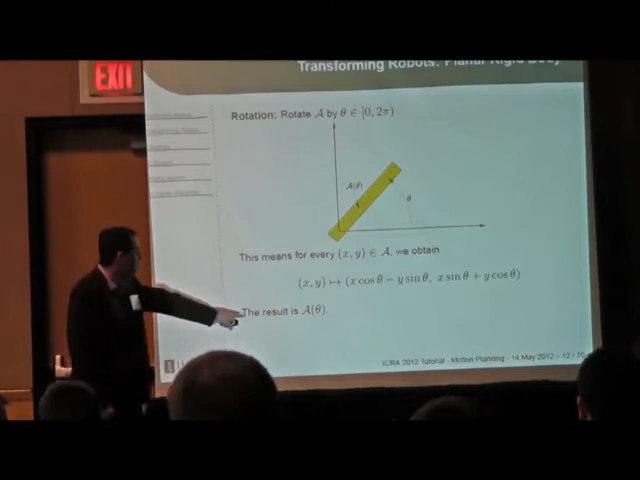 EXIT
Transforming Robots: Planar Rigid Body
Rotation: Rotate 𝒜 by θ ∈ [0, 2π)
𝒜(θ)
θ
This means for every (x, y) ∈ 𝒜, we obtain
(x, y) ↦ (x cos θ − y sin θ, x sin θ + y cos θ)
The result is 𝒜(θ).
ICRA 2012 Tutorial - Motion Planning - 14 May 2012 – 12 / 70